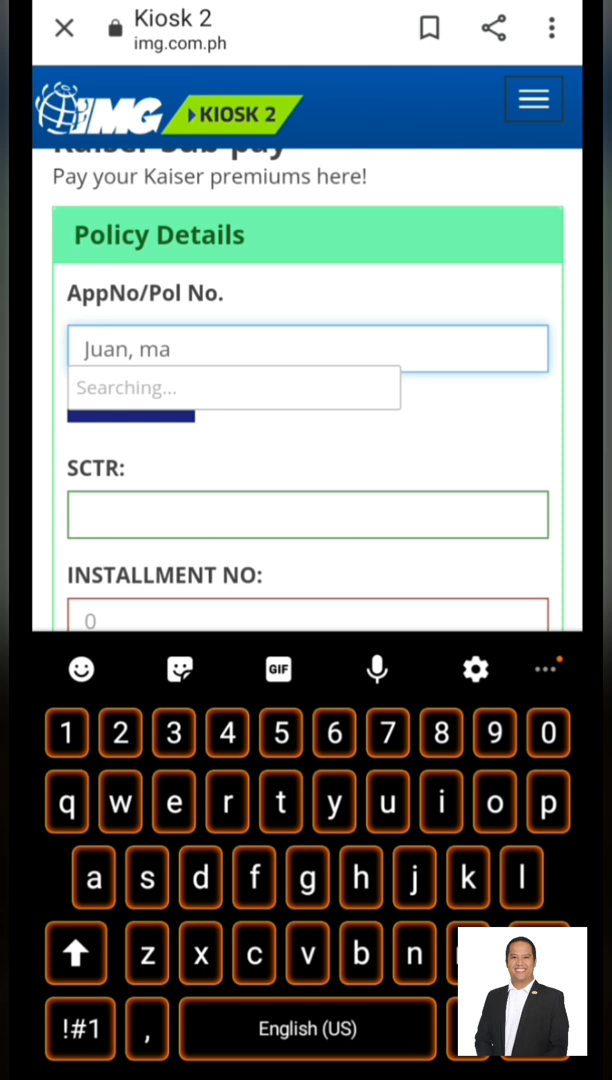 Kiosk 2
img.com.ph
IMG KIOSK 2
Kaiser Sub-pay
Pay your Kaiser premiums here!
Policy Details
AppNo/Pol No.
Juan, ma
Searching...
SCTR:
INSTALLMENT NO:
0
GIF
1 2 3 4 5 6 7 8 9 0
q w e r t y u i o p
a s d f g h j k l
z x c v b n
!#1 , English (US)